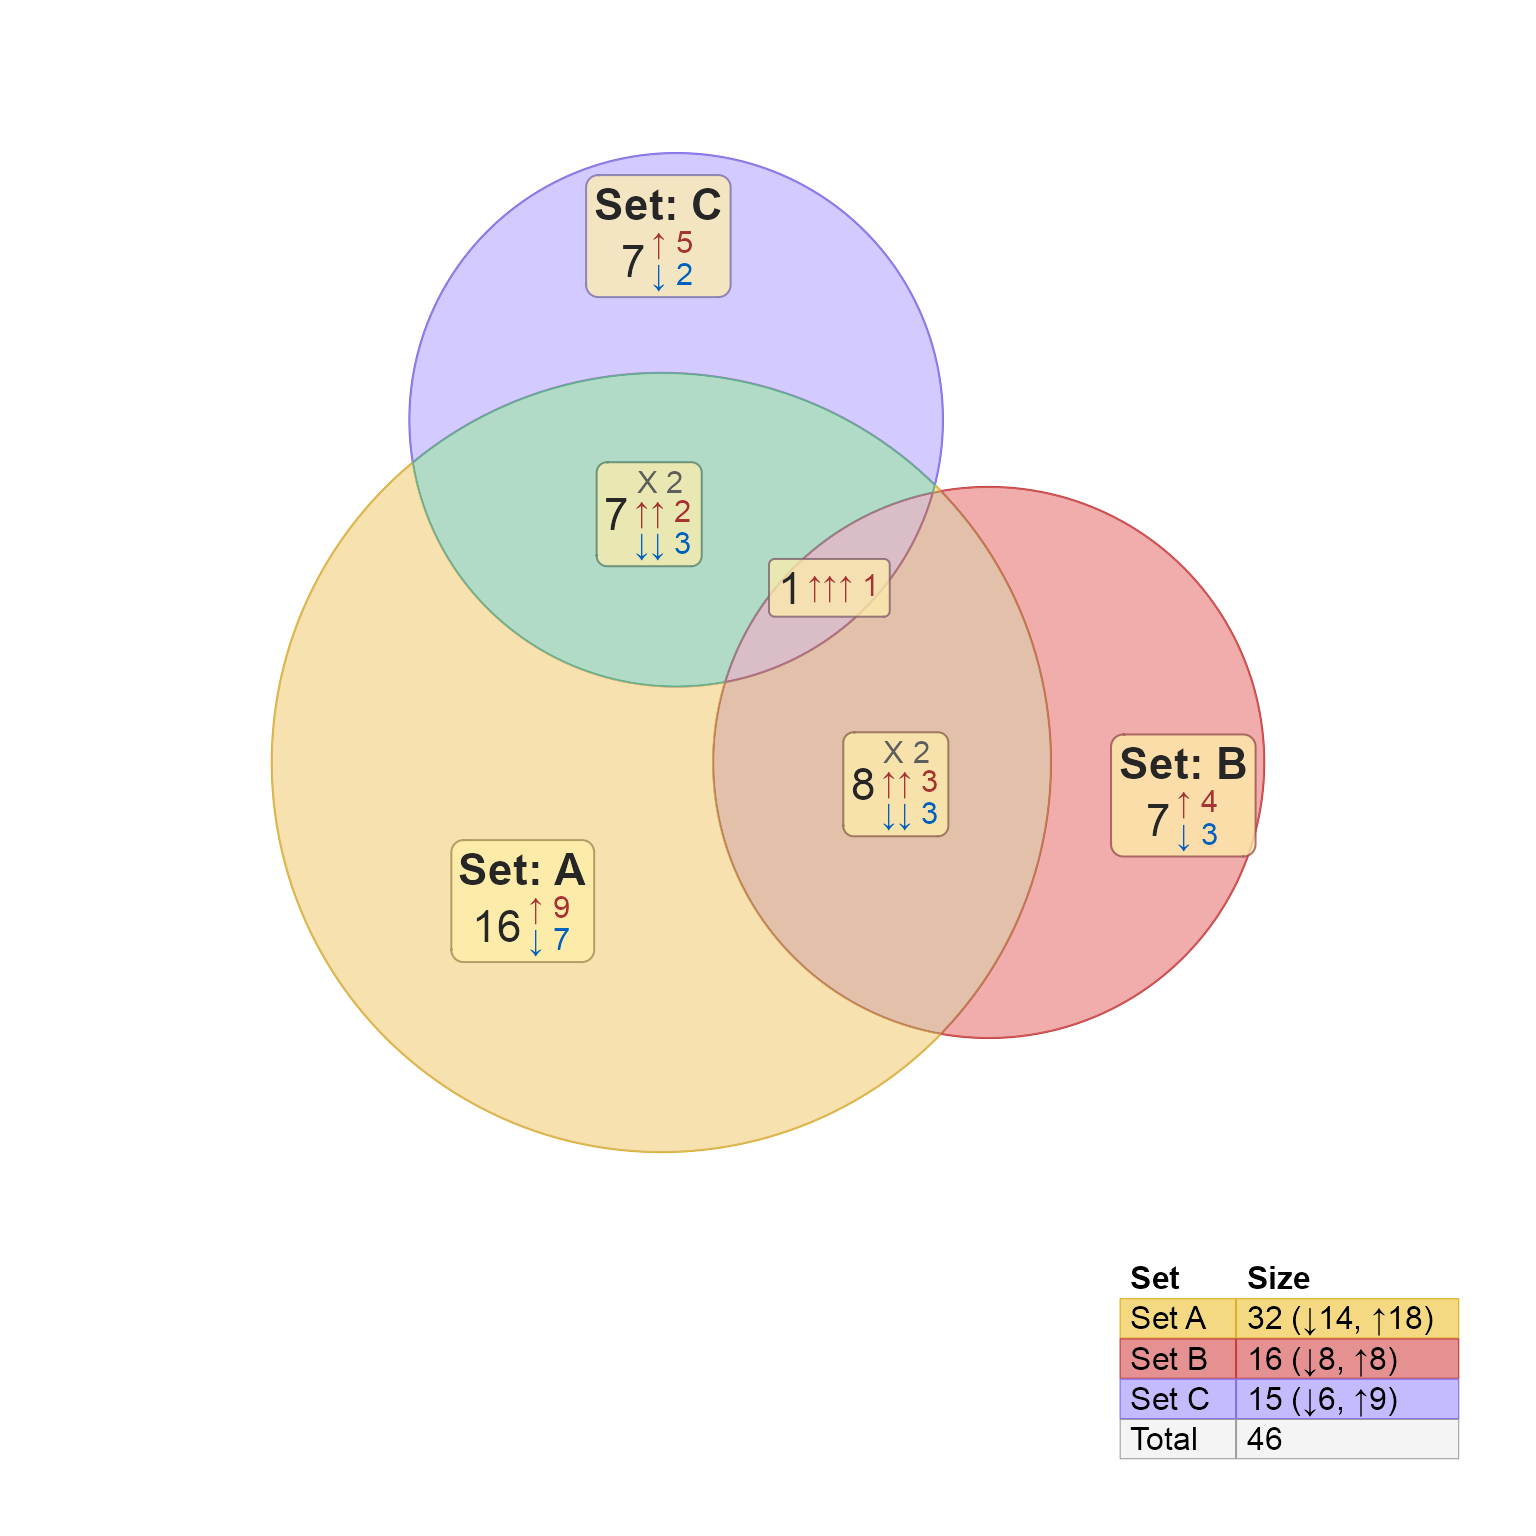 Set: C
7 ↑ 5
↓ 2
X 2
7 ↑↑ 2
↓↓ 3
1 ↑↑↑ 1
X 2
8 ↑↑ 3
↓↓ 3
Set: B
7 ↑ 4
↓ 3
Set: A
16 ↑ 9
↓ 7
Set Size
Set A 32 (↓14, ↑18)
Set B 16 (↓8, ↑8)
Set C 15 (↓6, ↑9)
Total 46